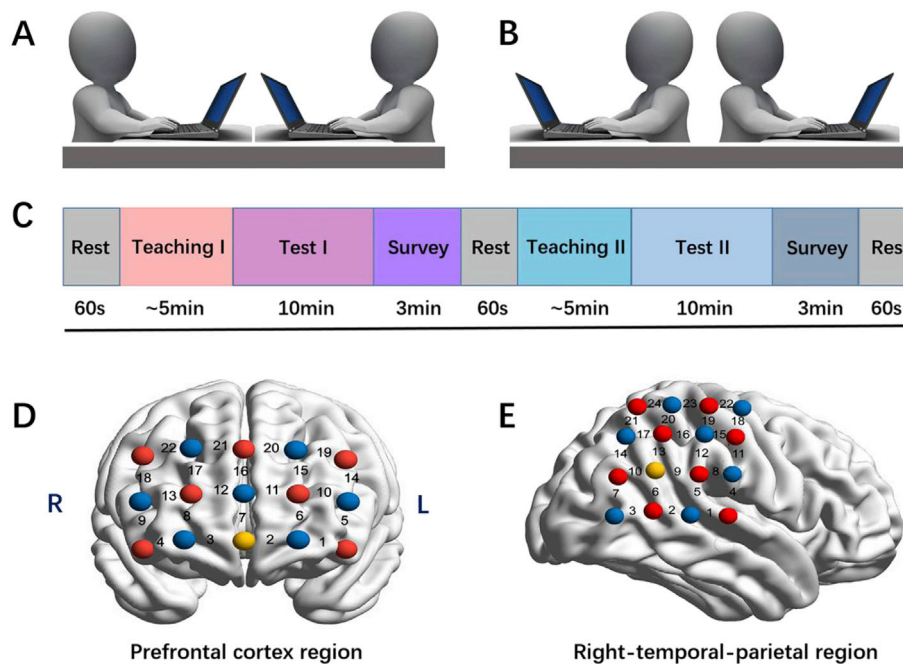 A B
C
Rest Teaching I Test I Survey Rest Teaching II Test II Survey Res
60s ~5min 10min 3min 60s ~5min 10min 3min 60s
D E
24 23 22
21 20 19 18
17 16 15
14 13 12 11
10 9 8
7 6 5 4
3 2 1
22 21 20 19
18 17 16 15 14
13 12 11 10
9 8 7 6 5
4 3 2 1
R L
Prefrontal cortex region Right-temporal-parietal region